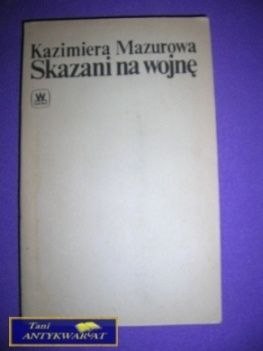 Kazimiera Mazurowa
Skazani na wojnę
W
Tani
ANTYKWARIAT